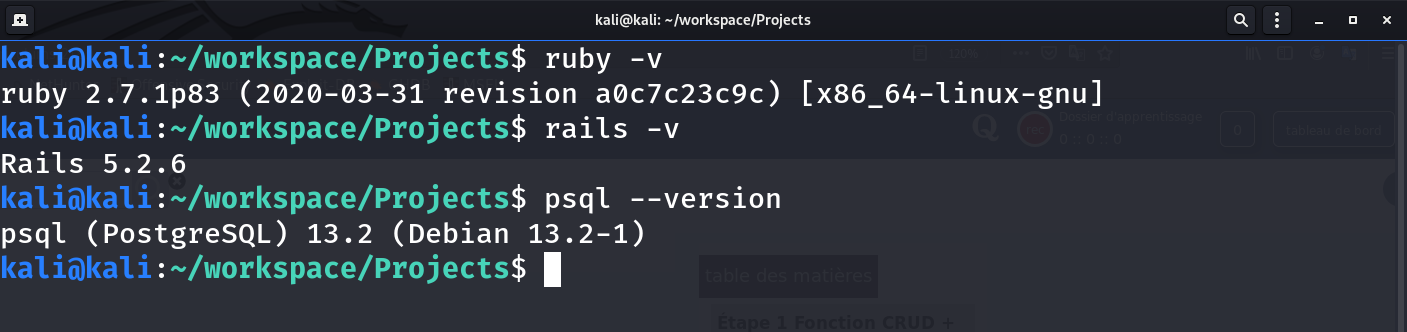 kali@kali: ~/workspace/Projects
kali@kali:~/workspace/Projects$ ruby -v
ruby 2.7.1p83 (2020-03-31 revision a0c7c23c9c) [x86_64-linux-gnu]
kali@kali:~/workspace/Projects$ rails -v
Rails 5.2.6
kali@kali:~/workspace/Projects$ psql --version
psql (PostgreSQL) 13.2 (Debian 13.2-1)
kali@kali:~/workspace/Projects$
120%
Dossier d'apprentissage
0 :: 0 :: 0
0
tableau de bord
table des matières
Étape 1 Fonction CRUD +